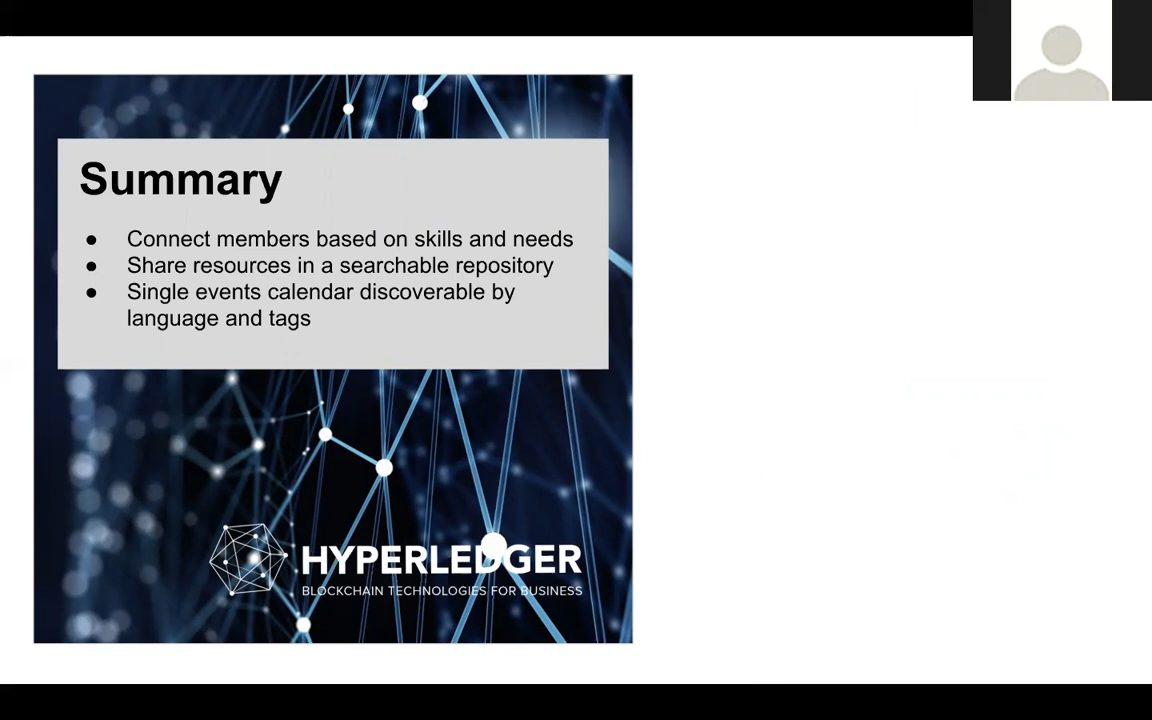 Summary
● Connect members based on skills and needs
● Share resources in a searchable repository
● Single events calendar discoverable by
language and tags
HYPERLEDGER
BLOCKCHAIN TECHNOLOGIES FOR BUSINESS